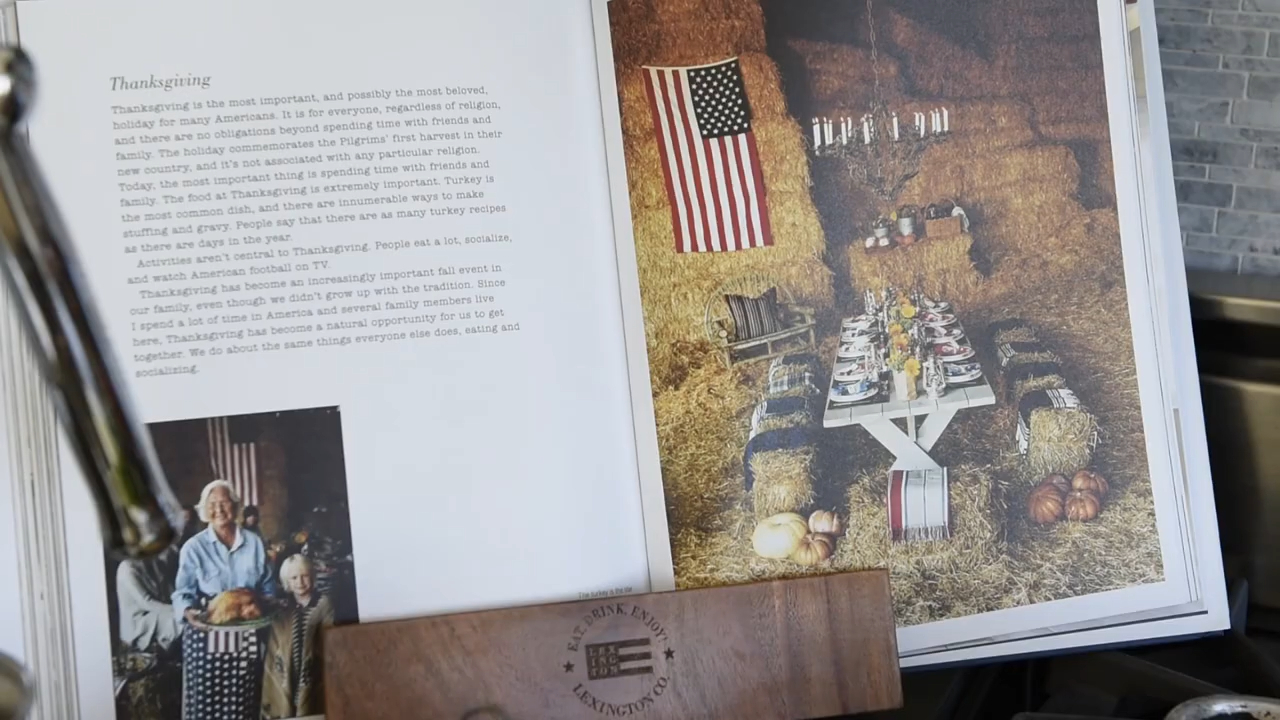 Thanksgiving
Thanksgiving is the most important, and possibly the most beloved,
holiday for many Americans. It is for everyone, regardless of religion,
and there are no obligations beyond spending time with friends and
family. The holiday commemorates the Pilgrims' first harvest in their
new country, and it's not associated with any particular religion.
Today, the most important thing is spending time with friends and
family. The food at Thanksgiving is extremely important. Turkey is
the most common dish, and there are innumerable ways to make
stuffing and gravy. People say that there are as many turkey recipes
as there are days in the year.
Activities aren't central to Thanksgiving. People eat a lot, socialize,
and watch American football on TV.
Thanksgiving has become an increasingly important fall event in
our family, even though we didn't grow up with the tradition. Since
I spend a lot of time in America and several family members live
here, Thanksgiving has become a natural opportunity for us to get
together. We do about the same things everyone else does, eating and
socializing.
The turkey is the
EAT, DRINK, ENJOY!
LEX
ING
TON
LEXINGTON CO.